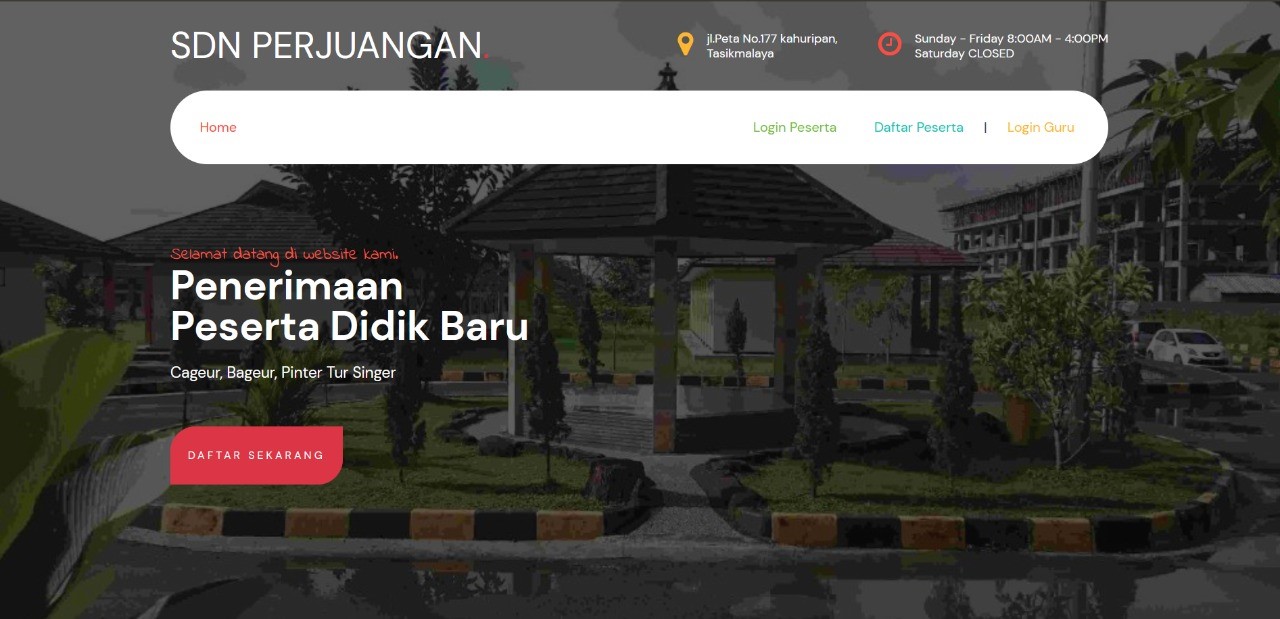 SDN PERJUANGAN.
jl.Peta No.177 kahuripan,
Tasikmalaya
Sunday - Friday 8:00AM - 4:00PM
Saturday CLOSED
Home
Login Peserta
Daftar Peserta
|
Login Guru
Selamat datang di website kami.
Penerimaan
Peserta Didik Baru
Cageur, Bageur, Pinter Tur Singer
DAFTAR SEKARANG